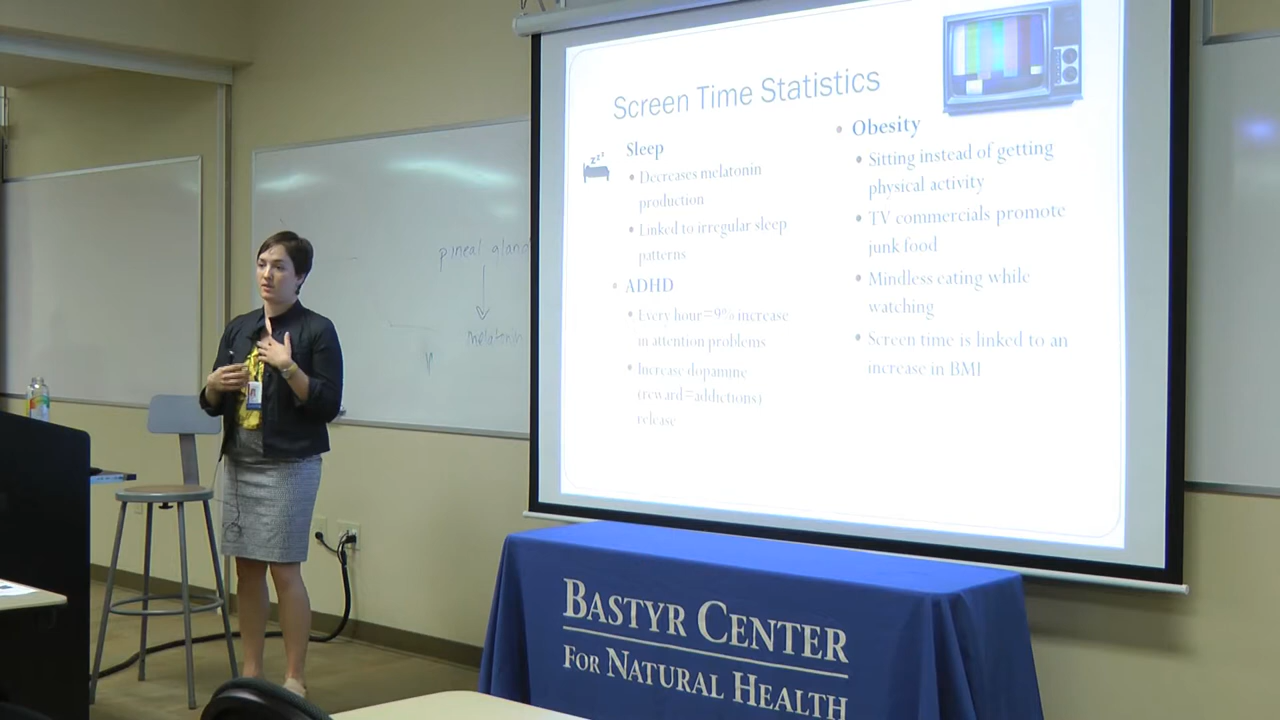 Screen Time Statistics
zzz
Sleep
• Decreases melatonin
production
• Linked to irregular sleep
patterns
• ADHD
• Every hour=9% increase
in attention problems
• Increase dopamine
(reward=addictions)
release
• Obesity
• Sitting instead of getting
physical activity
• TV commercials promote
junk food
• Mindless eating while
watching
• Screen time is linked to an
increase in BMI
pineal gland
melatonin
BASTYR CENTER
FOR NATURAL HEALTH